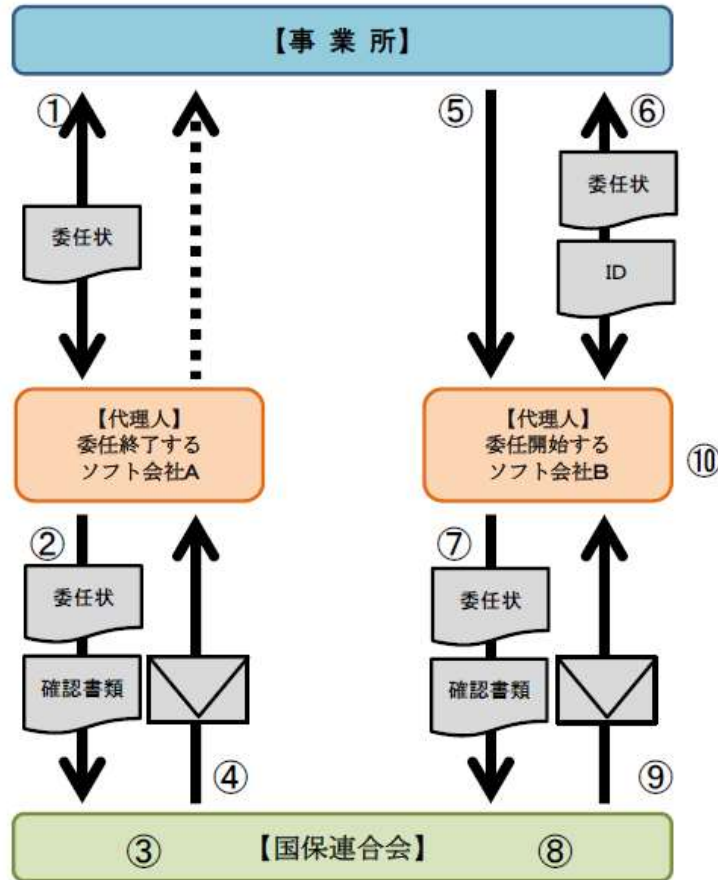 【事 業 所】
①
⑤
⑥
委任状
委任状
ID
【代理人】
委任終了する
ソフト会社A
【代理人】
委任開始する
ソフト会社B
⑩
②
⑦
委任状
委任状
確認書類
確認書類
④
⑨
③
【国保連合会】
⑧